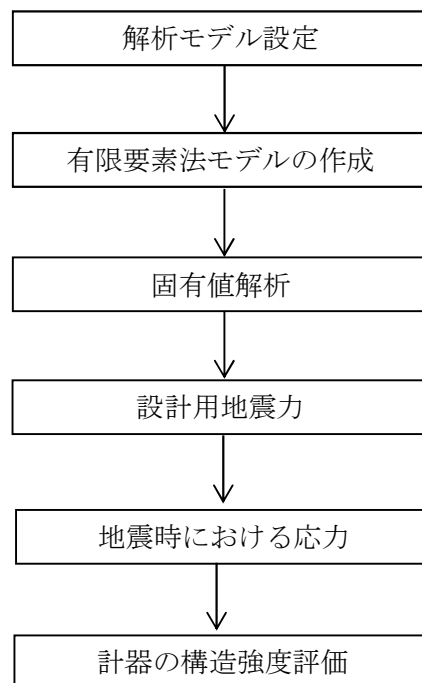 解析モデル設定
有限要素法モデルの作成
固有値解析
設計用地震力
地震時における応力
計器の構造強度評価